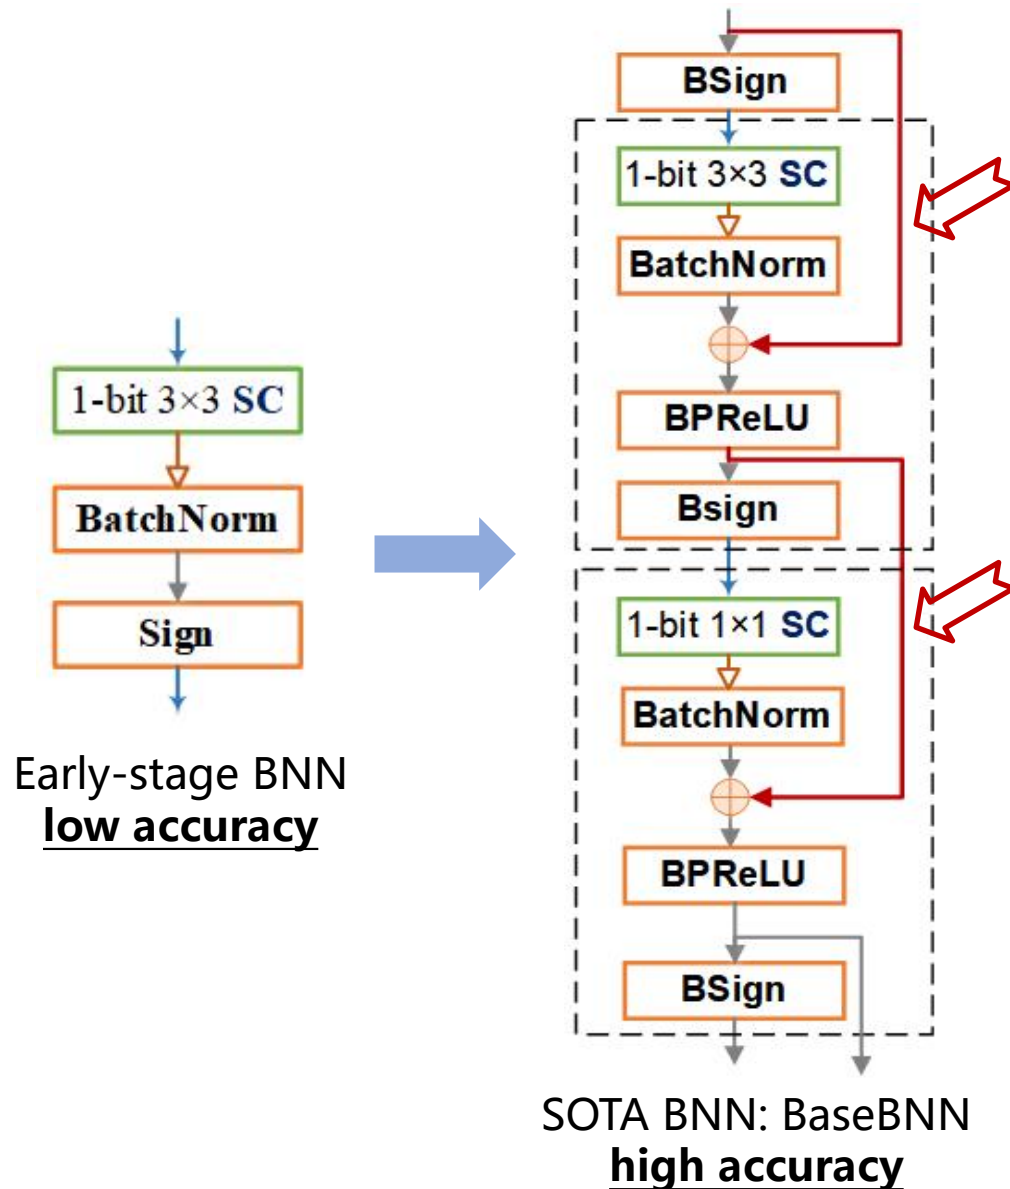 1-bit 3×3 SC
BatchNorm
Sign
Early-stage BNN
low accuracy
BSign
1-bit 3×3 SC
BatchNorm
BPReLU
Bsign
1-bit 1×1 SC
BatchNorm
BPReLU
BSign
SOTA BNN: BaseBNN
high accuracy